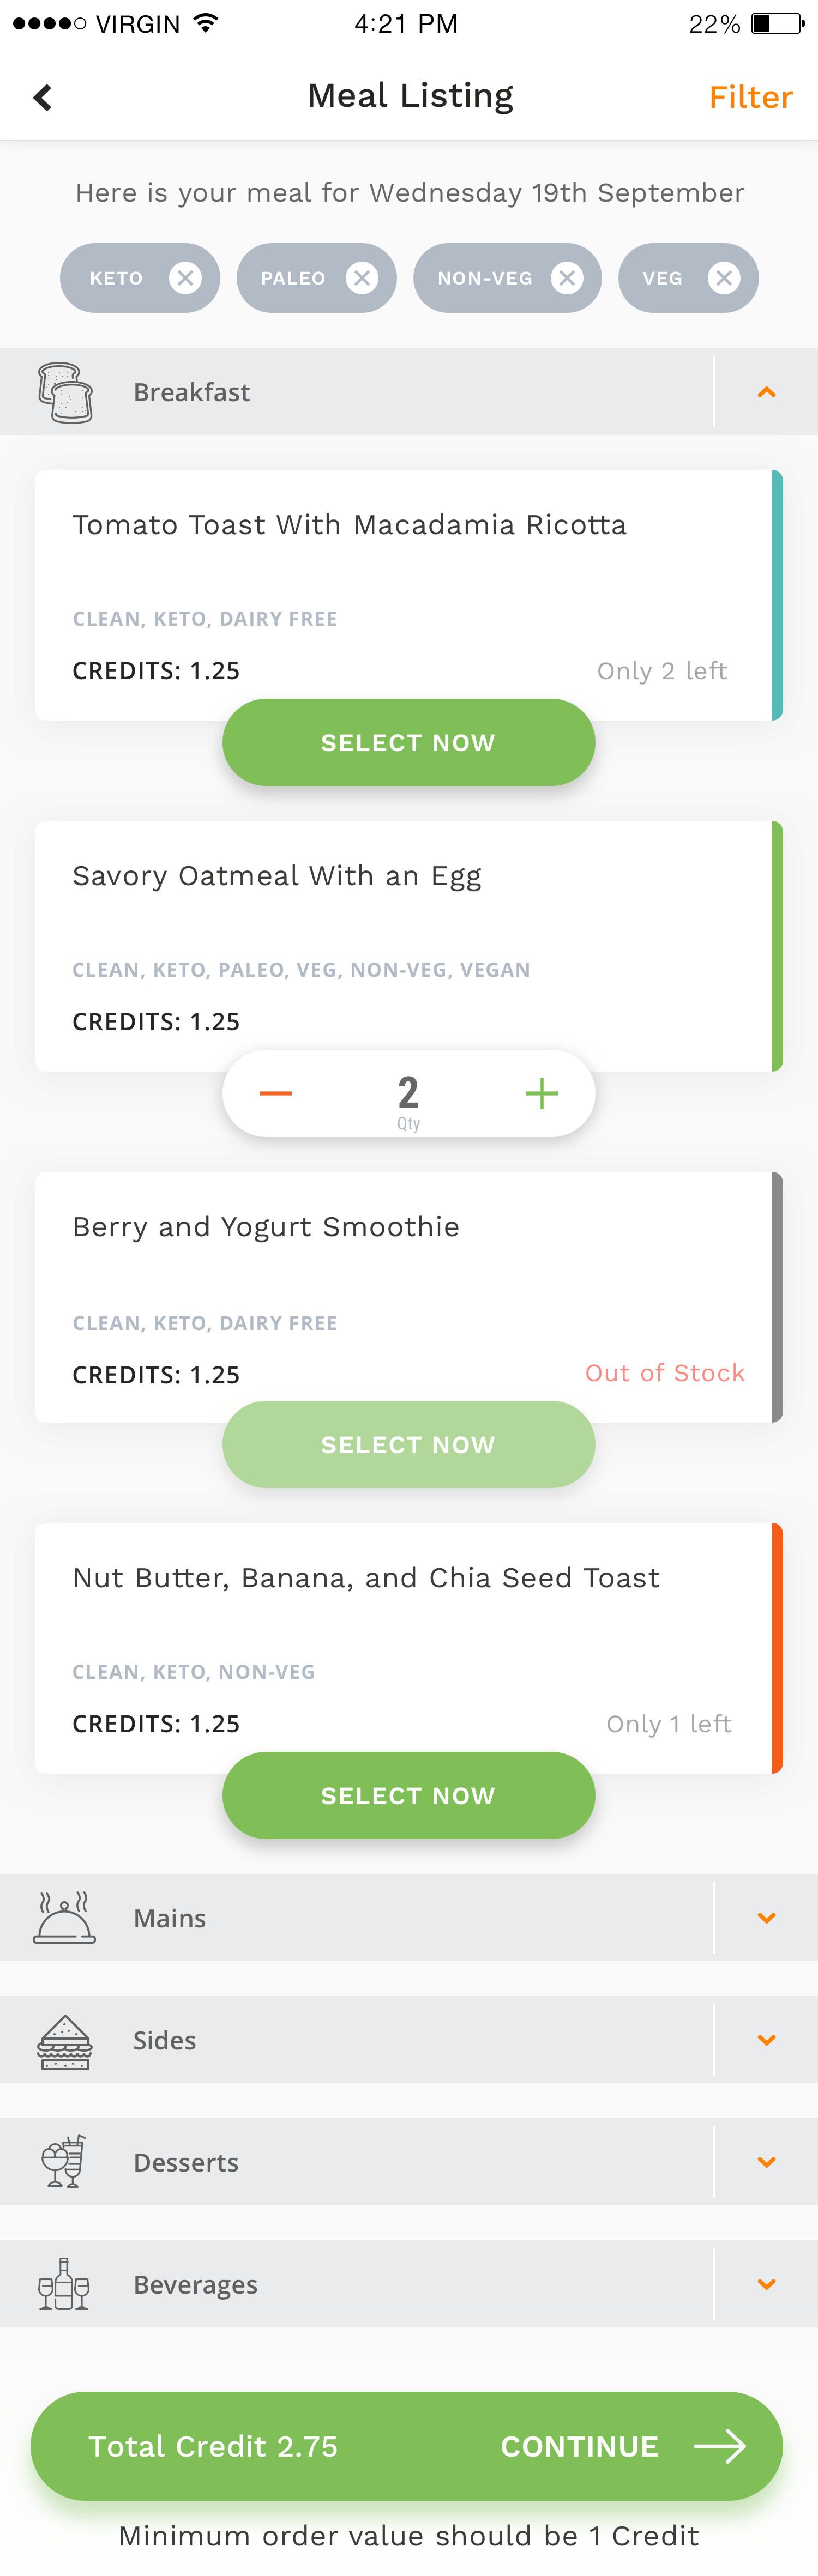 VIRGIN 4:21 PM 22%
Meal Listing Filter
Here is your meal for Wednesday 19th September
KETO PALEO NON-VEG VEG
Breakfast
Tomato Toast With Macadamia Ricotta
CLEAN, KETO, DAIRY FREE
CREDITS: 1.25 Only 2 left
SELECT NOW
Savory Oatmeal With an Egg
CLEAN, KETO, PALEO, VEG, NON-VEG, VEGAN
CREDITS: 1.25
2
Qty
Berry and Yogurt Smoothie
CLEAN, KETO, DAIRY FREE
CREDITS: 1.25 Out of Stock
SELECT NOW
Nut Butter, Banana, and Chia Seed Toast
CLEAN, KETO, NON-VEG
CREDITS: 1.25 Only 1 left
SELECT NOW
Mains
Sides
Desserts
Beverages
Total Credit 2.75 CONTINUE
Minimum order value should be 1 Credit